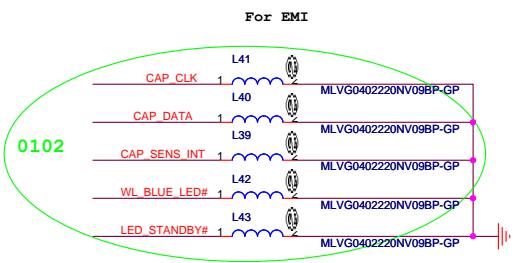 For EMI
L41
CAP_CLK 1 2 MLVG0402220NV09BP-GP
L40
CAP_DATA 1 2 MLVG0402220NV09BP-GP
0102
L39
CAP_SENS_INT 1 2 MLVG0402220NV09BP-GP
L42
WL_BLUE_LED# 1 2 MLVG0402220NV09BP-GP
L43
LED_STANDBY# 1 2 MLVG0402220NV09BP-GP